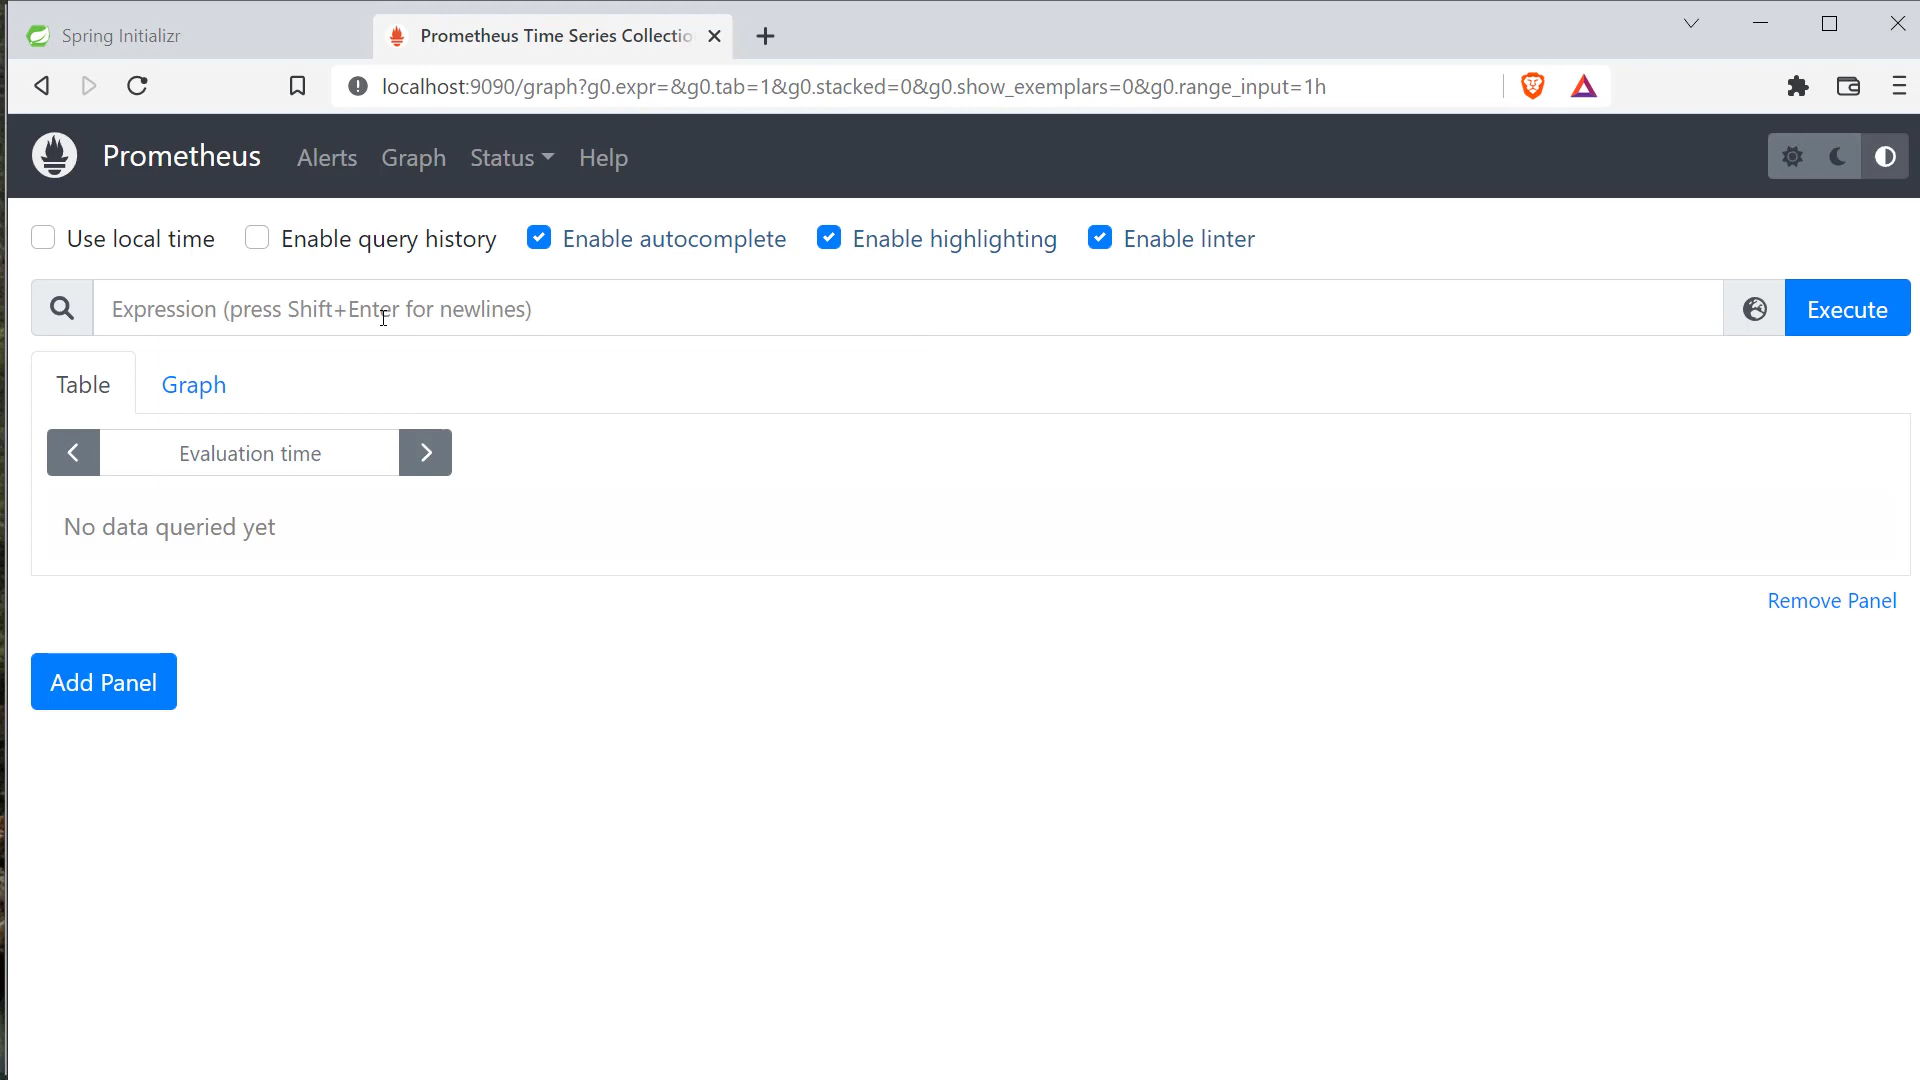 Spring Initializr
Prometheus Time Series Collectio
localhost:9090/graph?g0.expr=&g0.tab=1&g0.stacked=0&g0.show_exemplars=0&g0.range_input=1h
Prometheus Alerts Graph Status Help
Use local time Enable query history Enable autocomplete Enable highlighting Enable linter
Expression (press Shift+Enter for newlines) Execute
Table Graph
Evaluation time
No data queried yet
Remove Panel
Add Panel